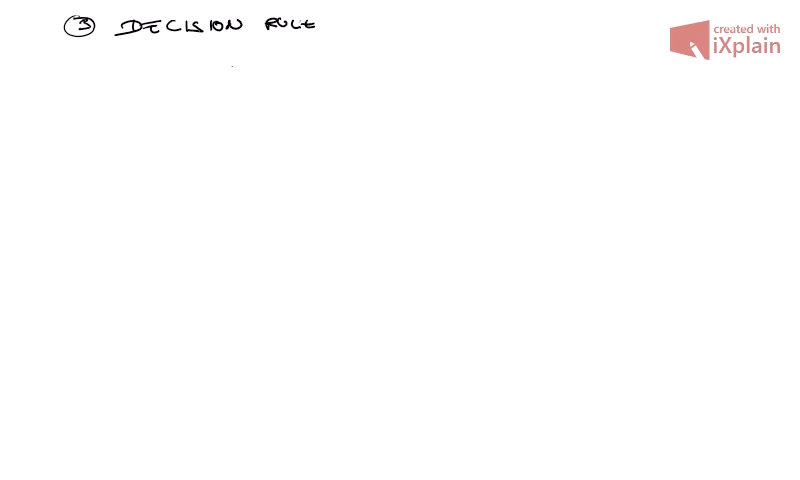 ③ DECISION RULE
created with
iXplain